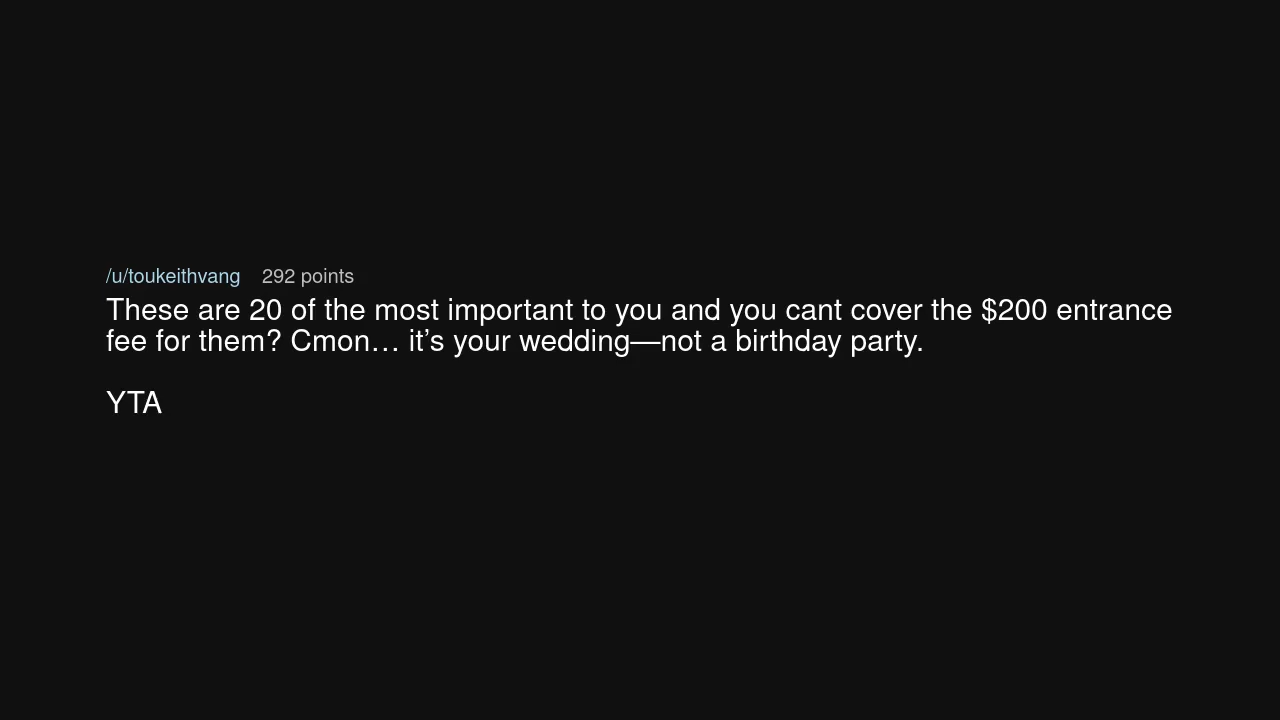 /u/toukeithvang 292 points
These are 20 of the most important to you and you cant cover the $200 entrance
fee for them? Cmon… it’s your wedding—not a birthday party.
YTA